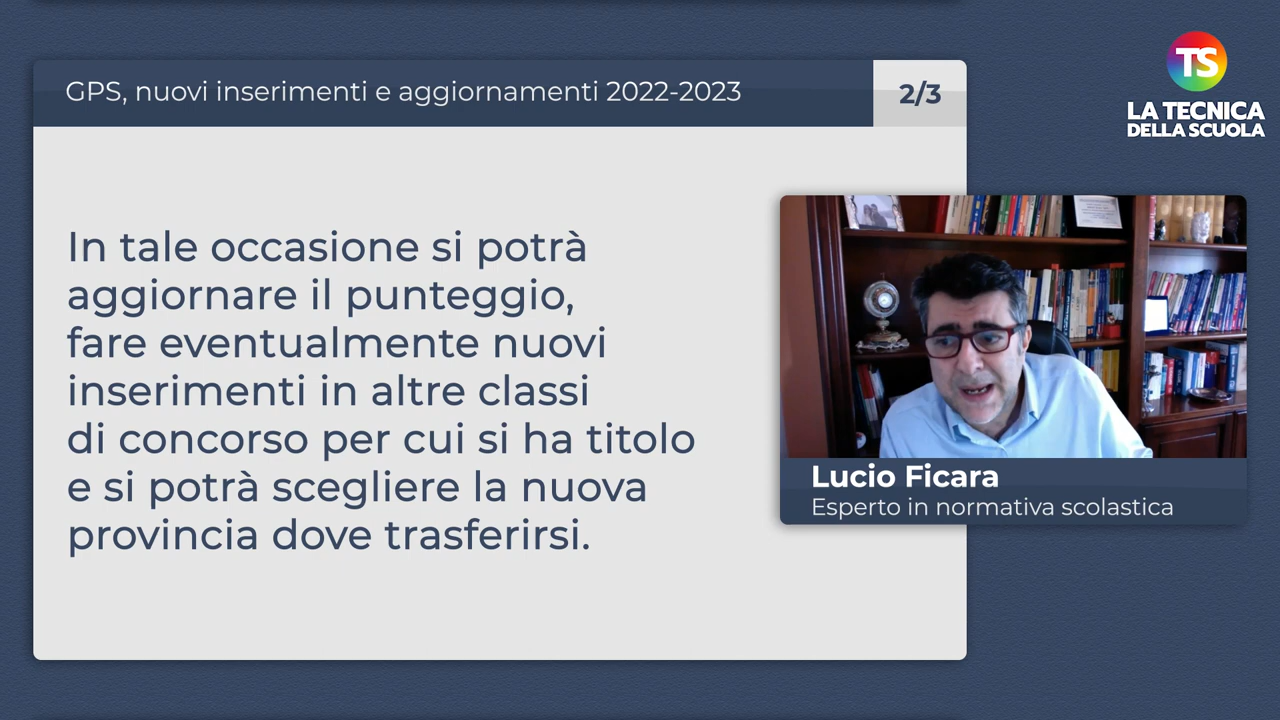 GPS, nuovi inserimenti e aggiornamenti 2022-2023
2/3
TS
LA TECNICA
DELLA SCUOLA
In tale occasione si potrà
aggiornare il punteggio,
fare eventualmente nuovi
inserimenti in altre classi
di concorso per cui si ha titolo
e si potrà scegliere la nuova
provincia dove trasferirsi.
Lucio Ficara
Esperto in normativa scolastica